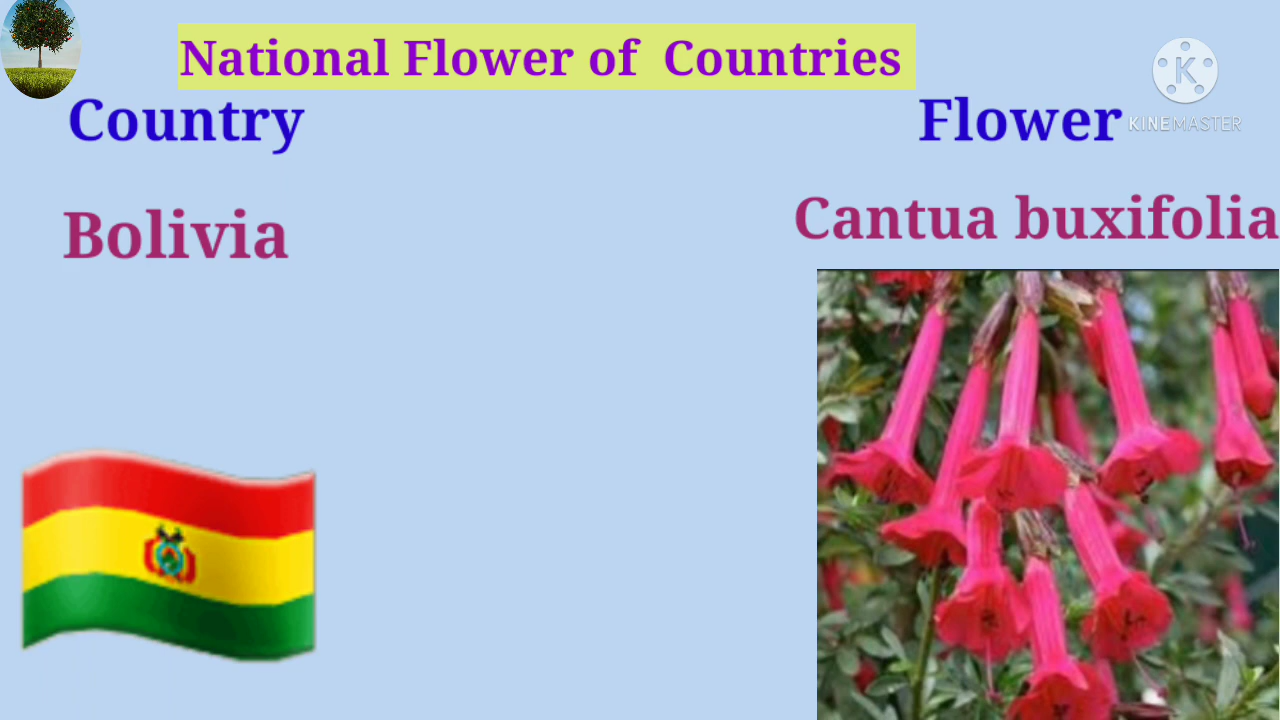 National Flower of Countries
Country
Flower
K
KINEMASTER
Bolivia
Cantua buxifolia